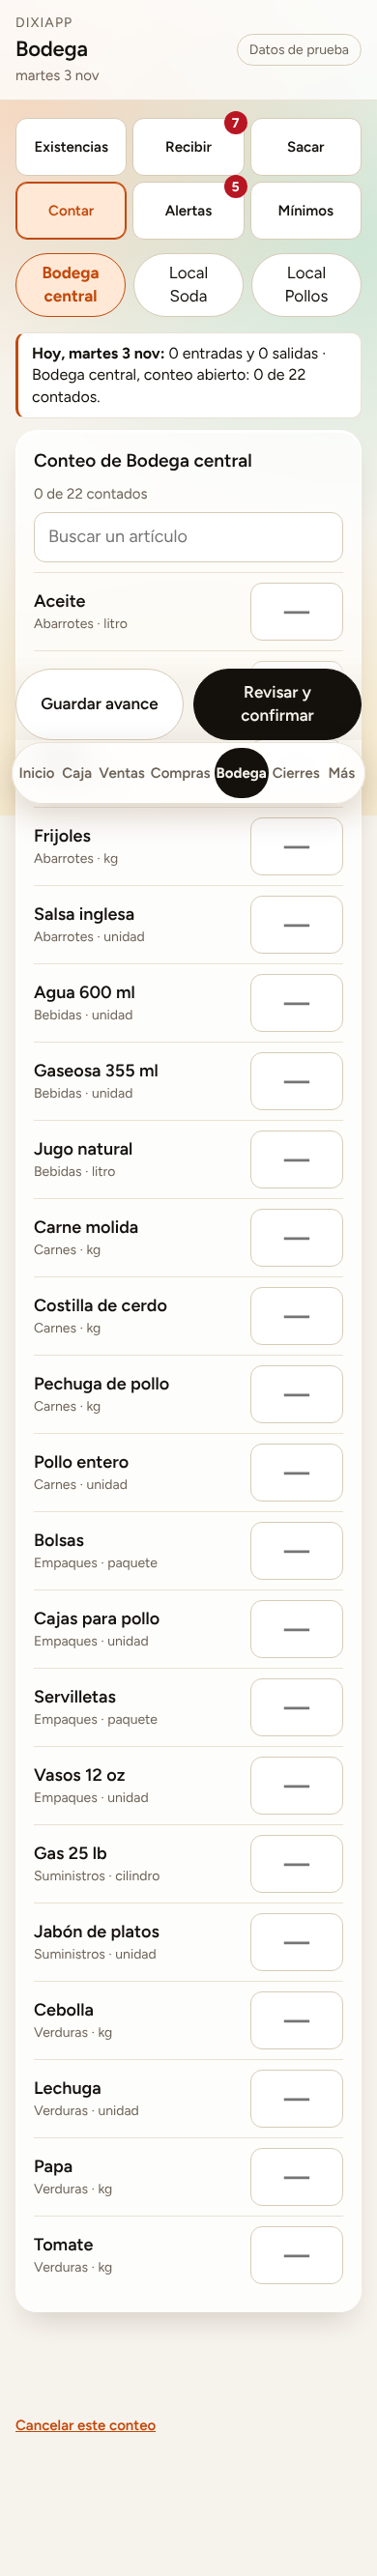 DIXIAPP
Bodega
martes 3 nov
Datos de prueba
Existencias
Recibir
7
Sacar
Contar
Alertas
5
Mínimos
Bodega
central
Local
Soda
Local
Pollos
Hoy, martes 3 nov: 0 entradas y 0 salidas ·
Bodega central, conteo abierto: 0 de 22
contados.
Conteo de Bodega central
0 de 22 contados
Buscar un artículo
Aceite
Abarrotes · litro
—
Guardar avance
Revisar y
confirmar
Inicio
Caja
Ventas
Compras
Bodega
Cierres
Más
Frijoles
Abarrotes · kg
—
Salsa inglesa
Abarrotes · unidad
—
Agua 600 ml
Bebidas · unidad
—
Gaseosa 355 ml
Bebidas · unidad
—
Jugo natural
Bebidas · litro
—
Carne molida
Carnes · kg
—
Costilla de cerdo
Carnes · kg
—
Pechuga de pollo
Carnes · kg
—
Pollo entero
Carnes · unidad
—
Bolsas
Empaques · paquete
—
Cajas para pollo
Empaques · unidad
—
Servilletas
Empaques · paquete
—
Vasos 12 oz
Empaques · unidad
—
Gas 25 lb
Suministros · cilindro
—
Jabón de platos
Suministros · unidad
—
Cebolla
Verduras · kg
—
Lechuga
Verduras · unidad
—
Papa
Verduras · kg
—
Tomate
Verduras · kg
—
Cancelar este conteo